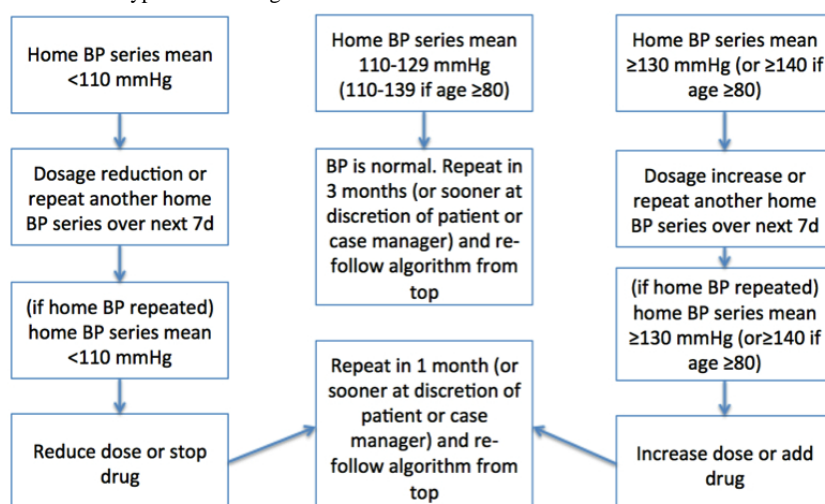 Home BP series mean
<110 mmHg
Home BP series mean
110-129 mmHg
(110-139 if age ≥80)
Home BP series mean
≥130 mmHg (or ≥140 if
age ≥80)
Dosage reduction or
repeat another home
BP series over next 7d
BP is normal. Repeat in
3 months (or sooner at
discretion of patient or
case manager) and re-
follow algorithm from
top
Dosage increase or
repeat another home
BP series over next 7d
(if home BP repeated)
home BP series mean
<110 mmHg
(if home BP repeated)
home BP series mean
≥130 mmHg (or≥140 if
age ≥80)
Reduce dose or stop
drug
Repeat in 1 month (or
sooner at discretion of
patient or case
manager) and re-
follow algorithm from
top
Increase dose or add
drug